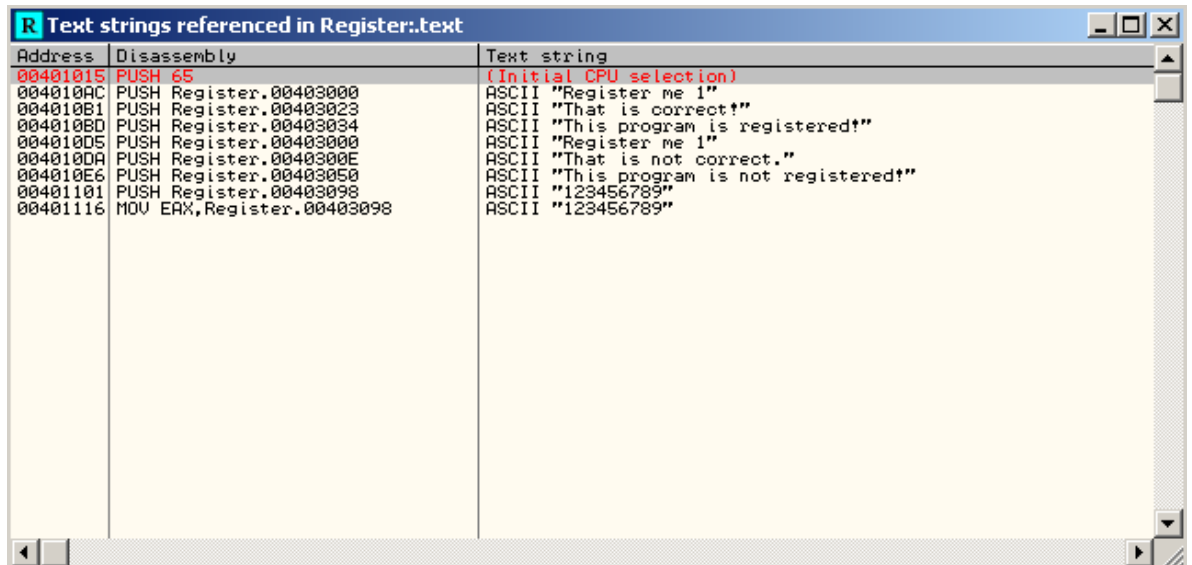 R Text strings referenced in Register:.text
Address Disassembly Text string
00401015 PUSH 65 (Initial CPU selection)
004010AC PUSH Register.00403000 ASCII "Register me 1"
004010B1 PUSH Register.00403023 ASCII "That is correct!"
004010BD PUSH Register.00403034 ASCII "This program is registered!"
004010D5 PUSH Register.00403000 ASCII "Register me 1"
004010DA PUSH Register.0040300E ASCII "That is not correct."
004010E6 PUSH Register.00403050 ASCII "This program is not registered!"
00401101 PUSH Register.00403098 ASCII "123456789"
00401116 MOV EAX,Register.00403098 ASCII "123456789"